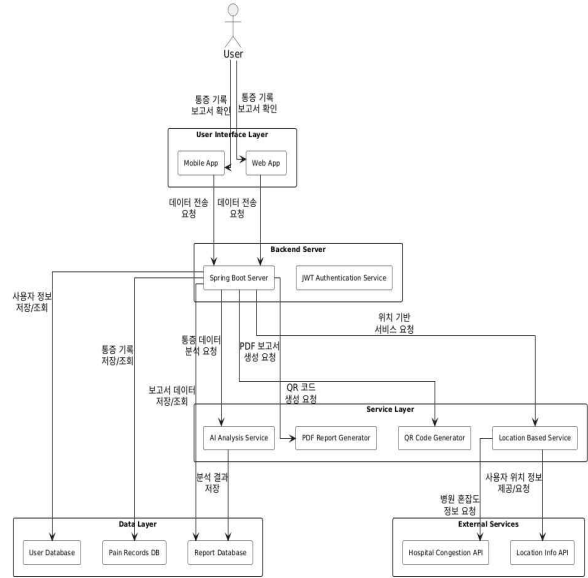 User
통증 기록
보고서 확인
통증 기록
보고서 확인
User Interface Layer
Mobile App
Web App
데이터 전송
요청
데이터 전송
요청
Backend Server
Spring Boot Server
JWT Authentication Service
사용자 정보
저장/조회
통증 기록
저장/조회
보고서 데이터
저장/조회
통증 데이터
분석 요청
PDF 보고서
생성 요청
QR 코드
생성 요청
위치 기반
서비스 요청
Service Layer
AI Analysis Service
PDF Report Generator
QR Code Generator
Location Based Service
분석 결과
저장
병원 혼잡도
정보 요청
사용자 위치 정보
제공/요청
Data Layer
User Database
Pain Records DB
Report Database
External Services
Hospital Congestion API
Location Info API